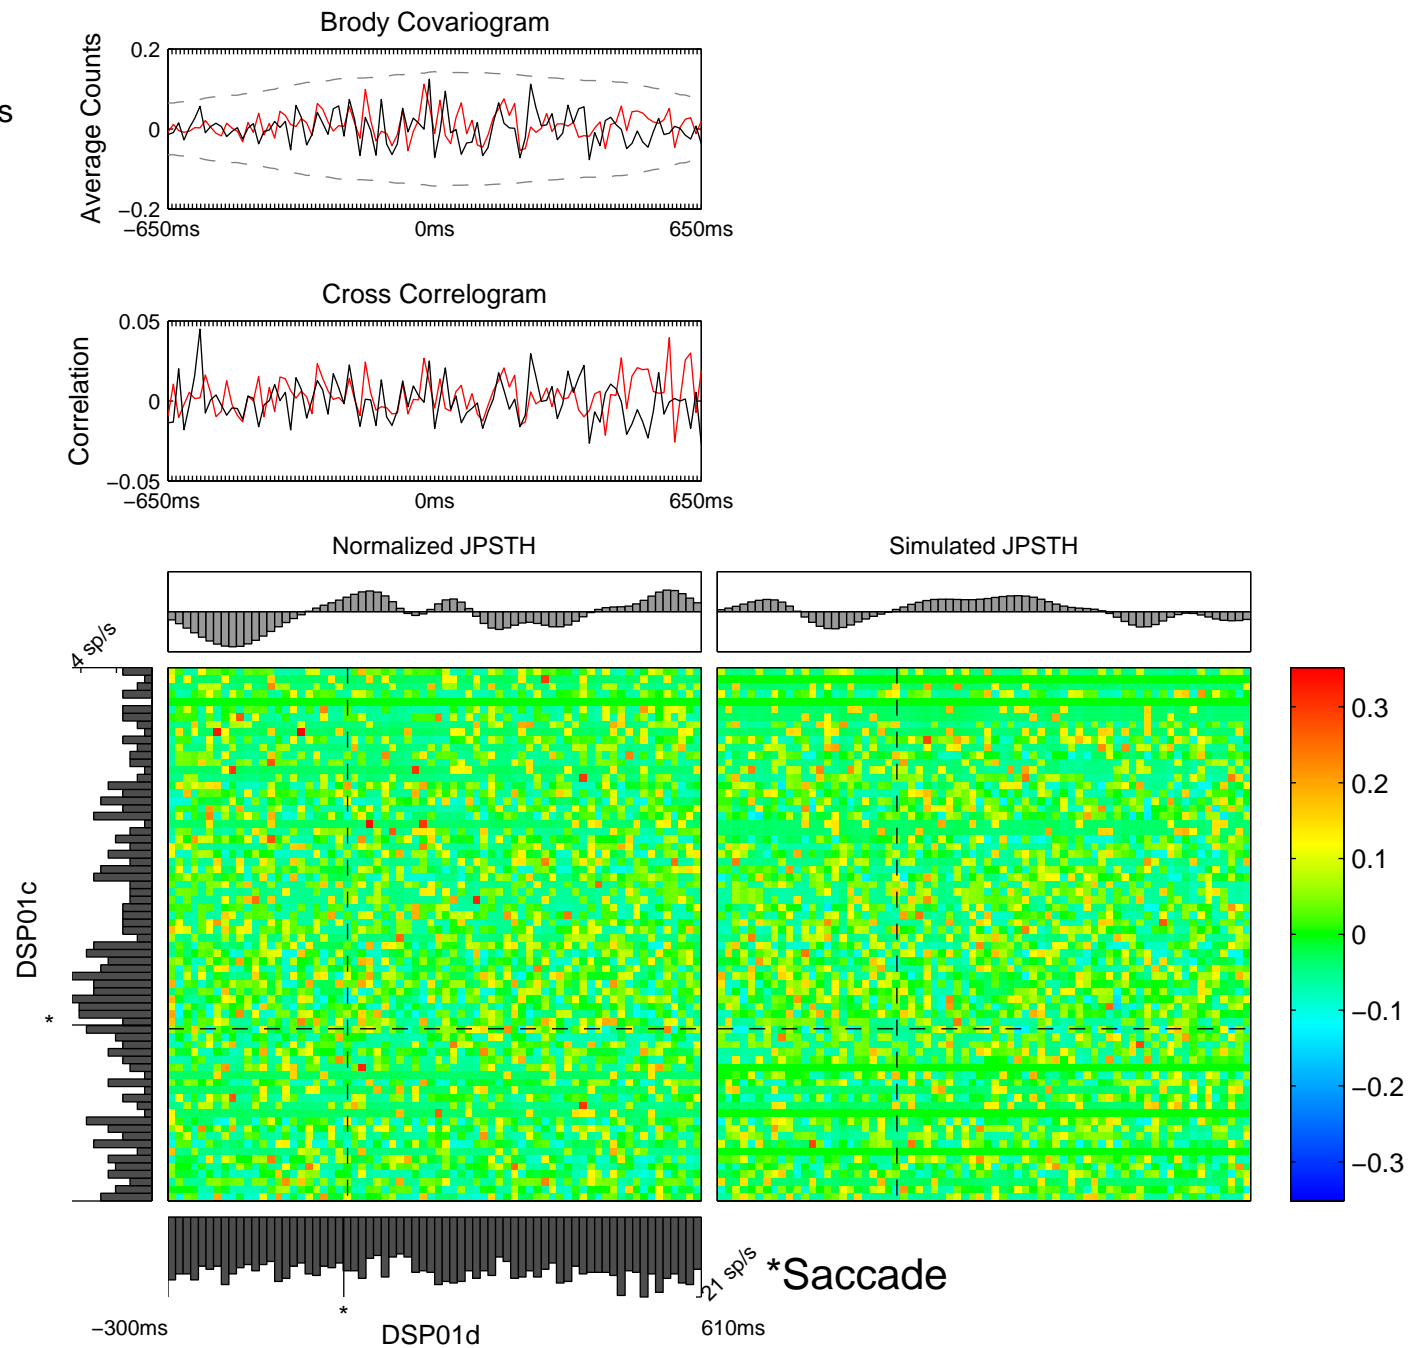 Brody Covariogram
s
Average Counts
0.2
0
−0.2
−650ms
0ms
650ms
Cross Correlogram
Correlation
0.05
0
−0.05
−650ms
0ms
650ms
Normalized JPSTH
Simulated JPSTH
4 sp/s
DSP01c
*
0.3
0.2
0.1
0
−0.1
−0.2
−0.3
21 sp/s
*Saccade
*
−300ms
DSP01d
610ms